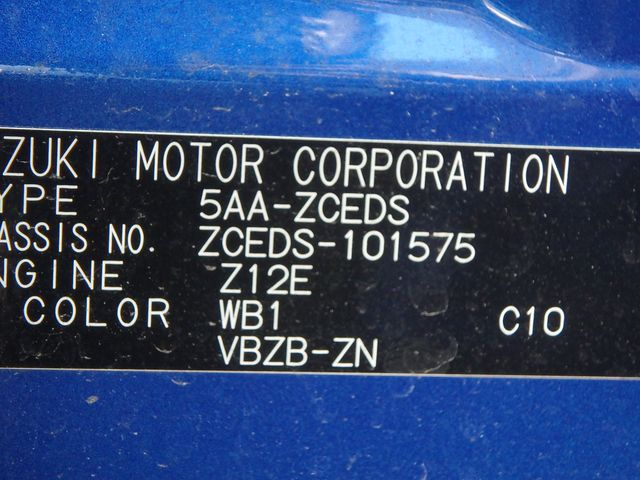 ZUKI MOTOR CORPORATION
YPE 5AA-ZCEDS
ASSIS NO. ZCEDS-101575
NGINE Z12E
COLOR WB1 C10
VBZB-ZN